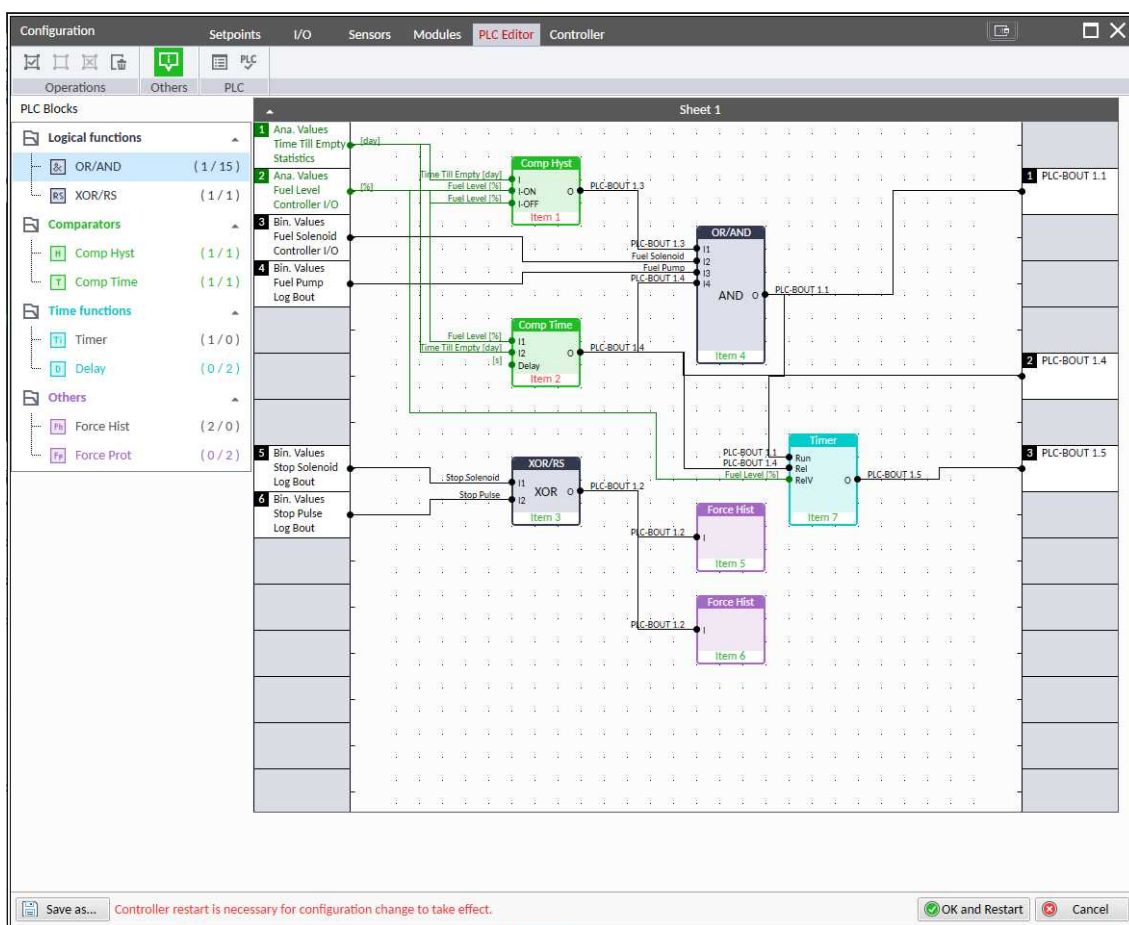 Configuration
Setpoints I/O Sensors Modules PLC Editor Controller
PLC
Operations Others PLC
PLC Blocks
Sheet 1
Logical functions
& OR/AND (1/15)
RS XOR/RS (1/1)
Comparators
H Comp Hyst (1/1)
T Comp Time (1/1)
Time functions
Ti Timer (1/0)
D Delay (0/2)
Others
Fh Force Hist (2/0)
Fp Force Prot (0/2)
1 Ana. Values
Time Till Empty [day]
Statistics
2 Ana. Values
Fuel Level [%]
Controller I/O
3 Bin. Values
Fuel Solenoid
Controller I/O
4 Bin. Values
Fuel Pump
Log Bout
5 Bin. Values
Stop Solenoid
Log Bout
6 Bin. Values
Stop Pulse
Log Bout
Comp Hyst
Time Till Empty [day] I
Fuel Level [%] I-ON O PLC-BOUT 1.3
Fuel Level [%] I-OFF
Item 1
OR/AND
PLC-BOUT 1.3 I1
Fuel Solenoid I2
Fuel Pump I3
PLC-BOUT 1.4 I4
AND O PLC-BOUT 1.1
Item 4
Comp Time
Fuel Level [%] I1
Time Till Empty [day] I2 O PLC-BOUT 1.4
[s] Delay
Item 2
Timer
PLC-BOUT 1.1 Run
PLC-BOUT 1.4 Rel
Fuel Level [%] RelV O PLC-BOUT 1.5
Item 7
XOR/RS
Stop Solenoid I1
XOR O PLC-BOUT 1.2
Stop Pulse I2
Item 3
Force Hist
PLC-BOUT 1.2 I
Item 5
Force Hist
PLC-BOUT 1.2 I
Item 6
1 PLC-BOUT 1.1
2 PLC-BOUT 1.4
3 PLC-BOUT 1.5
Save as... Controller restart is necessary for configuration change to take effect. OK and Restart Cancel